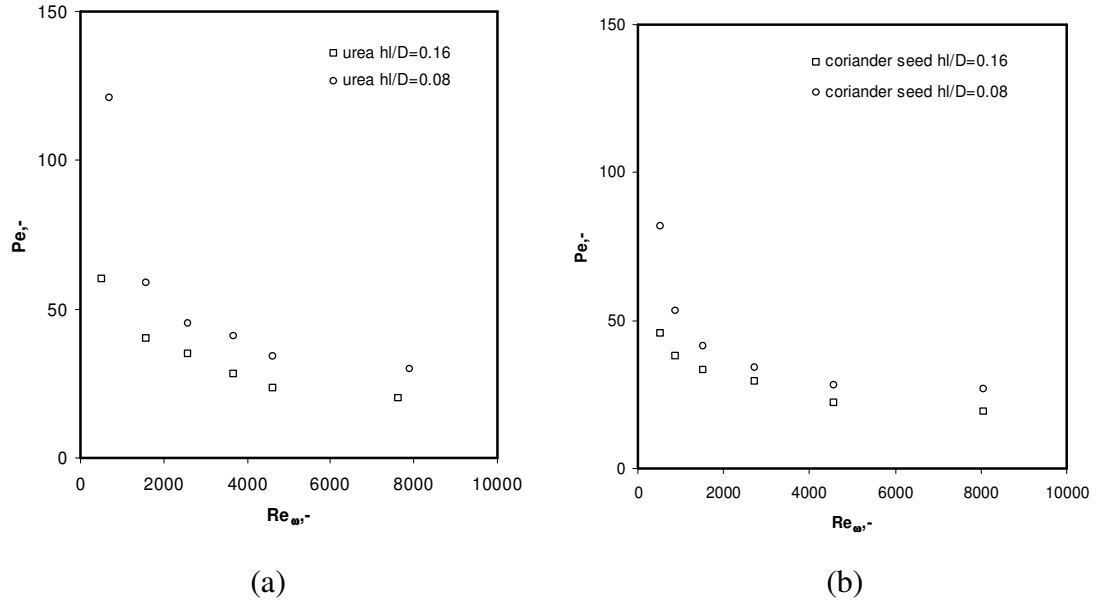 150
100
50
0
Pe,-
□ urea hl/D=0.16
○ urea hl/D=0.08
0 2000 4000 6000 8000 10000
Reω,-
(a)
150
100
50
0
Pe,-
□ coriander seed hl/D=0.16
○ coriander seed hl/D=0.08
0 2000 4000 6000 8000 10000
Reω,-
(b)